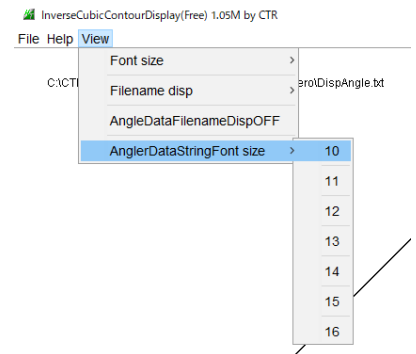 InverseCubicContourDisplay(Free) 1.05M by CTR
File Help View
Font size
C:\CT
ero\DispAngle.txt
Filename disp
AngleDataFilenameDispOFF
AnglerDataStringFont size
10
11
12
13
14
15
16